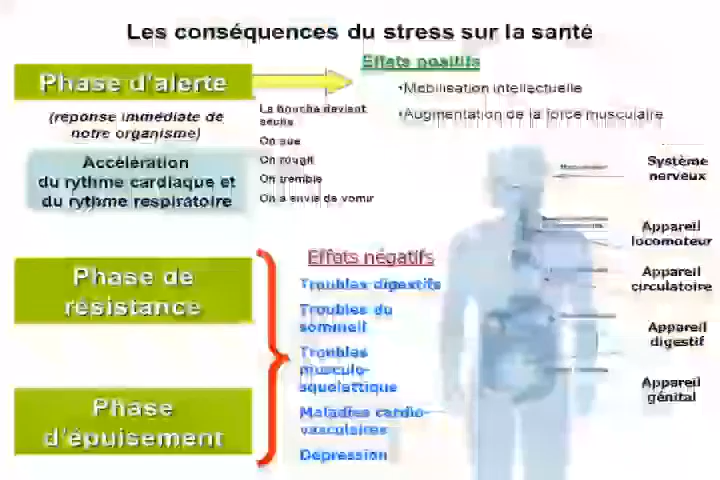 Les conséquences du stress sur la santé
Effets positifs
Phase d'alerte
•Mobilisation intellectuelle
•Augmentation de la force musculaire
(réponse immédiate de
notre organisme)
La bouche devient
sèche
On sue
On rougit
On tremble
On a envie de vomir
Accélération
du rythme cardiaque et
du rythme respiratoire
Système
nerveux
Appareil
locomoteur
Appareil
circulatoire
Appareil
digestif
Appareil
génital
Effets négatifs
Phase de
résistance
Troubles digestifs
Troubles du
sommeil
Troubles
musculo-
squelettique
Maladies cardio-
vasculaires
Dépression
Phase
d'épuisement